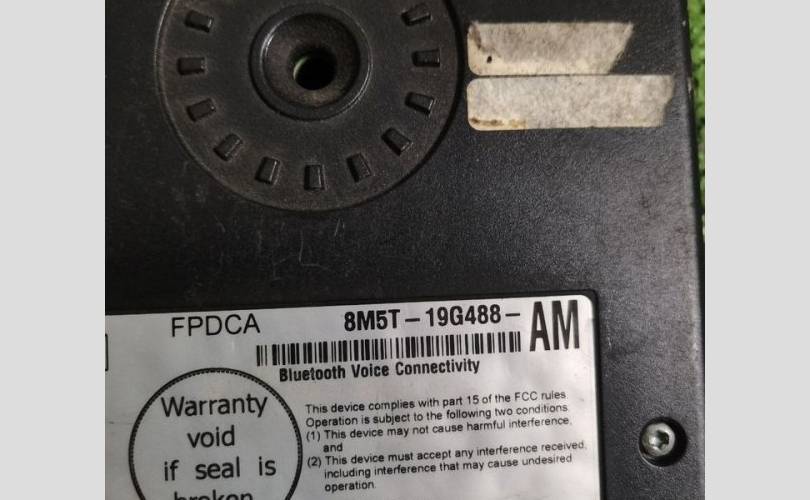 FPDCA
8M5T-19G488-AM
Bluetooth Voice Connectivity
Warranty
void
if seal is
broken
This device complies with part 15 of the FCC rules
Operation is subject to the following two conditions.
(1) This device may not cause harmful interference,
and
(2) This device must accept any interference received,
including interference that may cause undesired
operation.